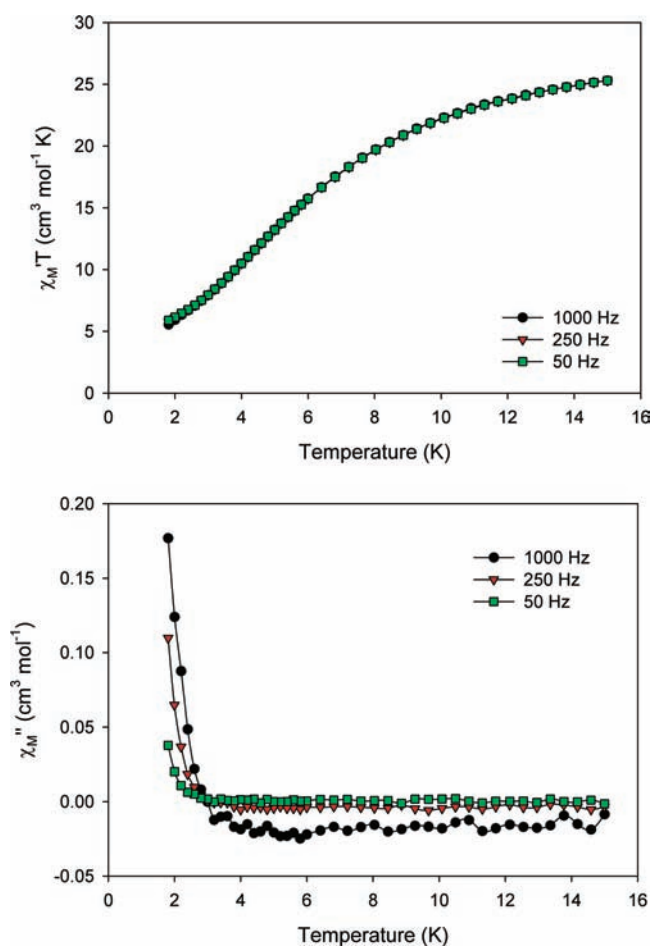 30
25
20
15
10
5
0
χM'T (cm³ mol⁻¹ K)
1000 Hz
250 Hz
50 Hz
0 2 4 6 8 10 12 14 16
Temperature (K)
0.20
0.15
0.10
0.05
0.00
-0.05
χM'' (cm³ mol⁻¹)
1000 Hz
250 Hz
50 Hz
0 2 4 6 8 10 12 14 16
Temperature (K)